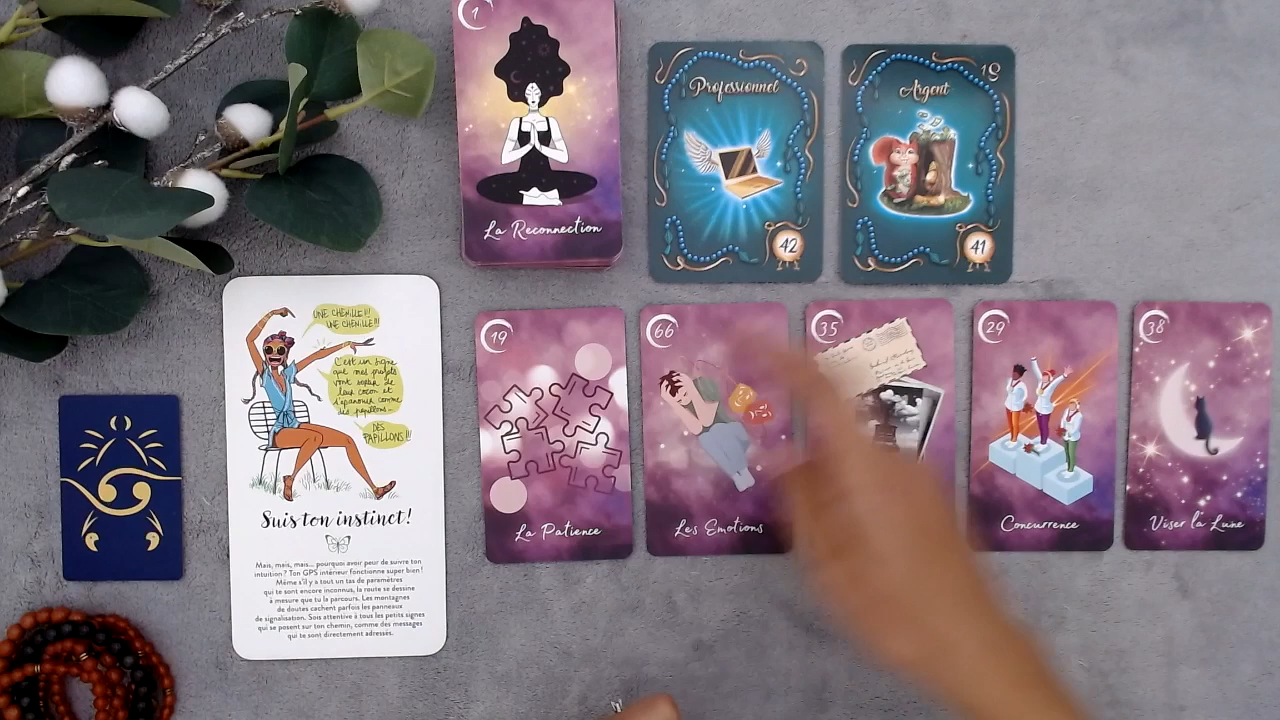 1
La Reconnection
Professionnel
42
Argent
18
41
UNE CHENILLE!!!
UNE CHENILLE!!!
C'est un signe
que mes projets
vont sortir de
leur cocon et
s'épanouir comme
des papillons...
DES
PAPILLONS!!!
Suis ton instinct!
Mais, mais, mais... pourquoi avoir peur de suivre ton
intuition ? Ton GPS intérieur fonctionne super bien !
Même s'il y a tout un tas de paramètres
qui te sont encore inconnus, la route se dessine
à mesure que tu la parcours. Les montagnes
de doutes cachent parfois les panneaux
de signalisation. Sois attentive à tous les petits signes
qui se posent sur ton chemin, comme des messages
qui te sont directement adressés.
19
La Patience
66
Les Emotions
35
29
Concurrence
38
Viser la Lune